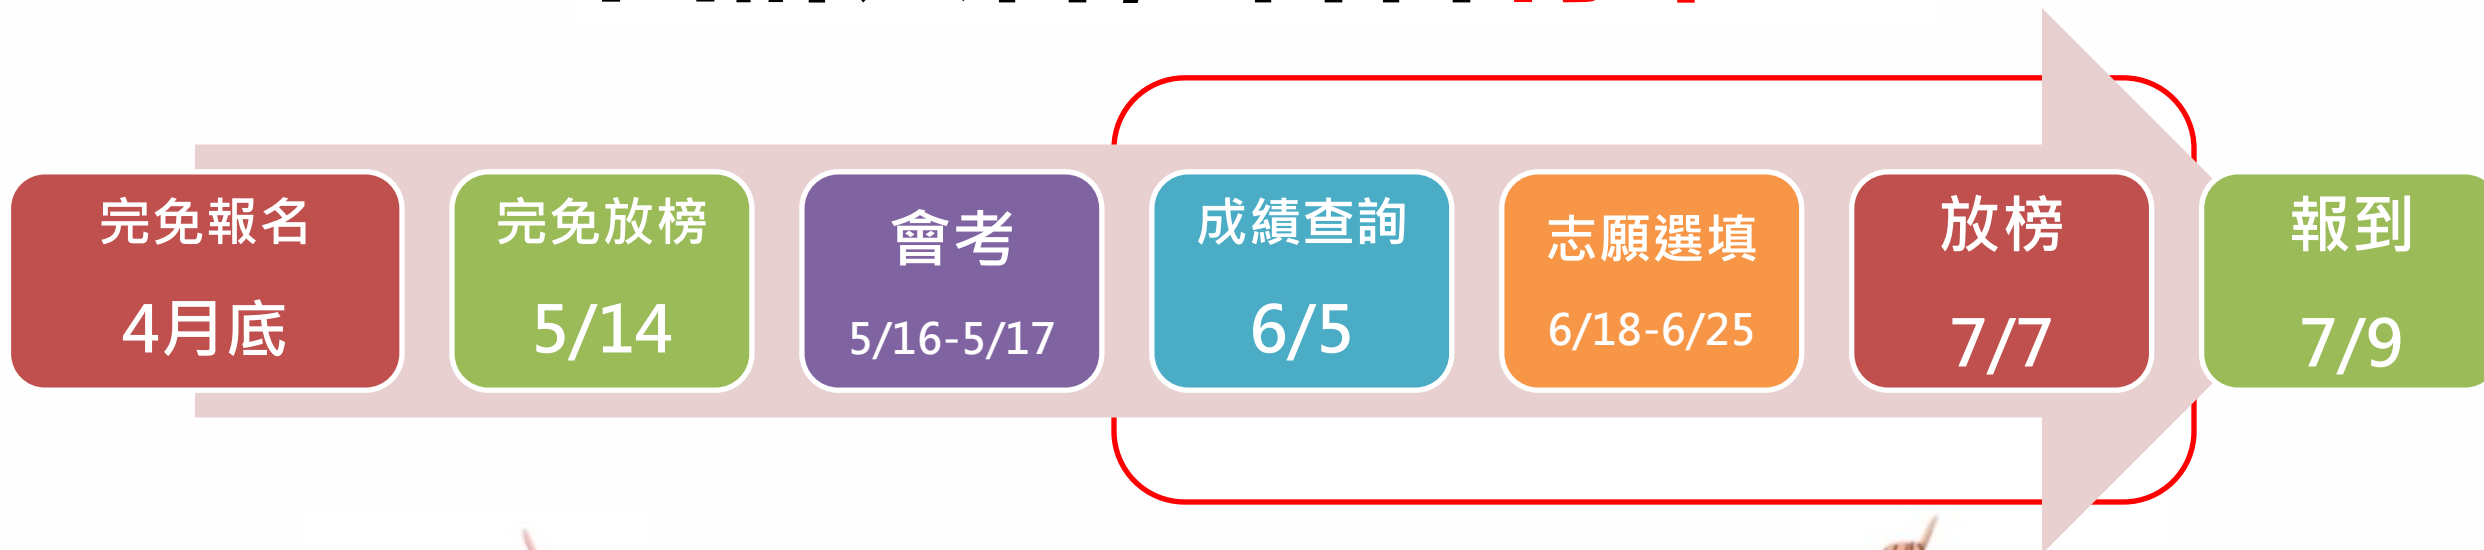 完免報名
4月底
完免放榜
5/14
會考
5/16-5/17
成績查詢
6/5
志願選填
6/18-6/25
放榜
7/7
報到
7/9